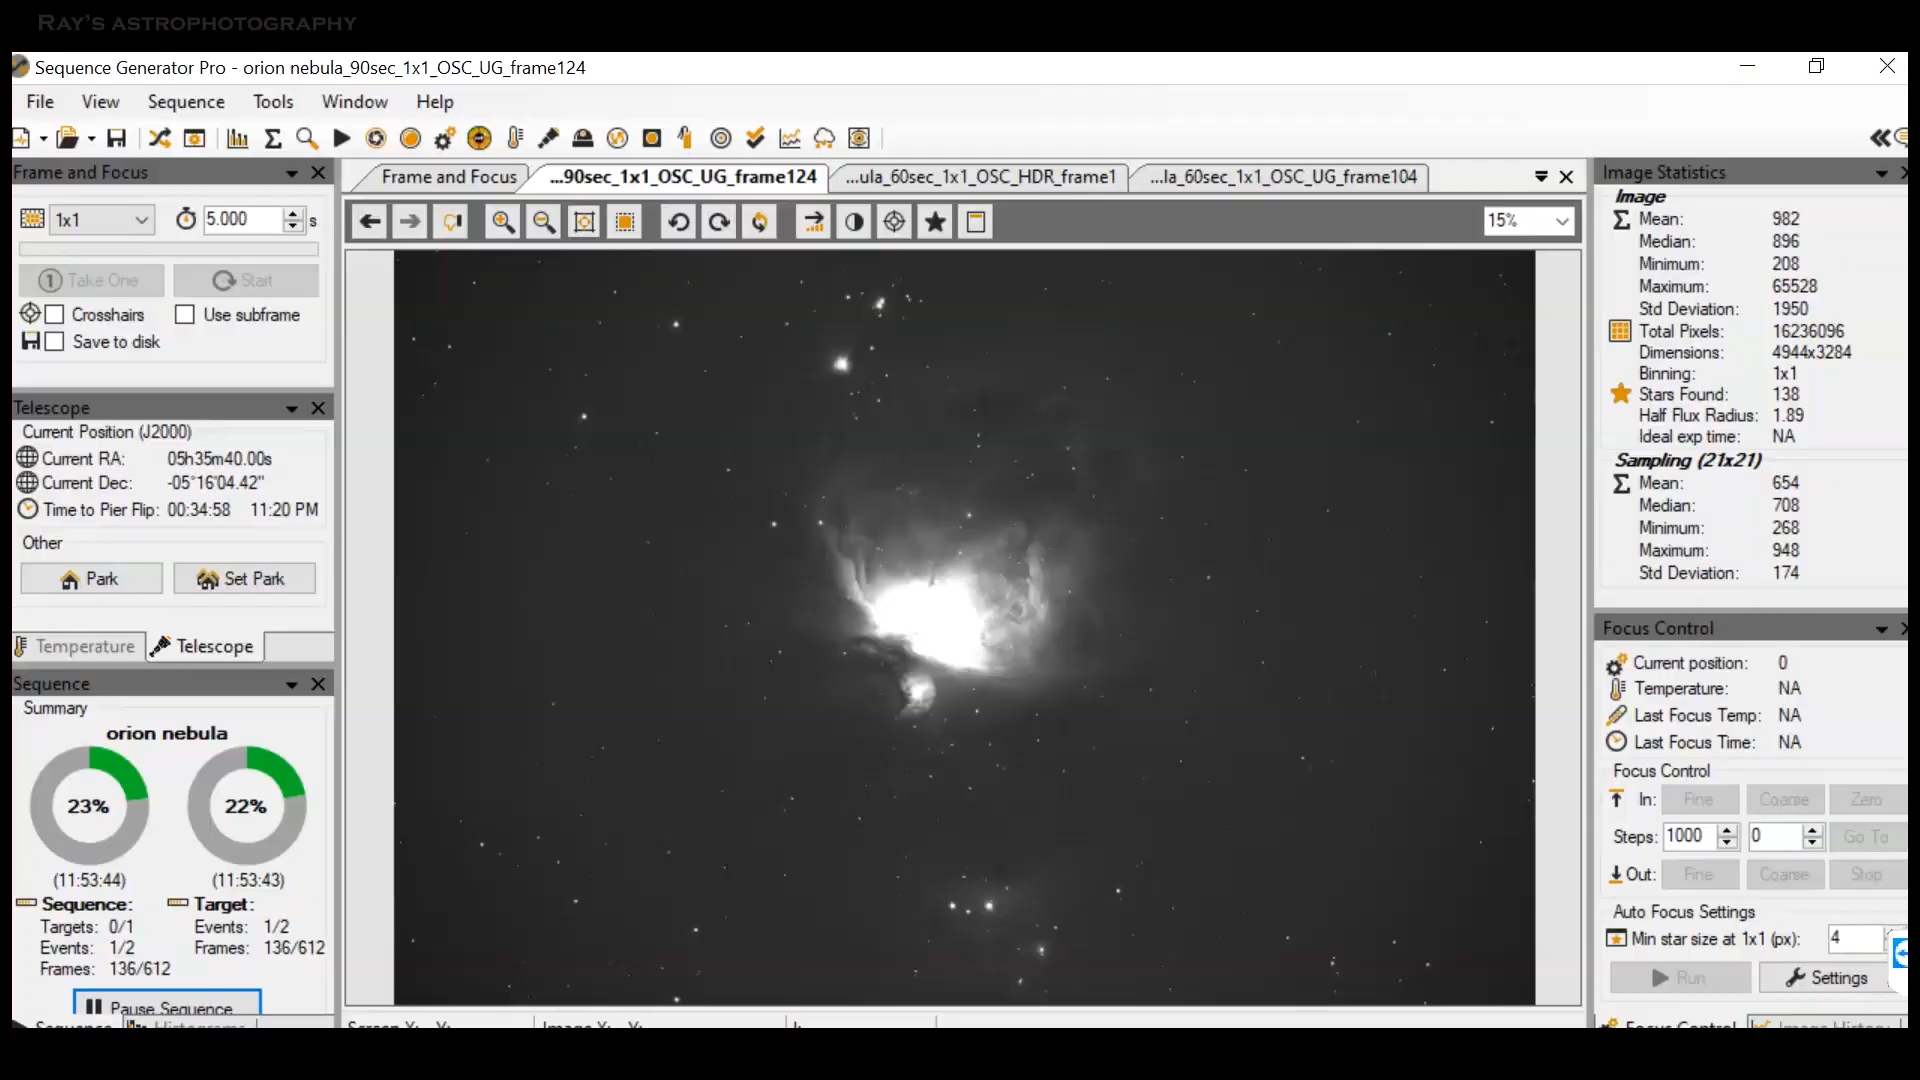 RAY'S ASTROPHOTOGRAPHY
Sequence Generator Pro - orion nebula_90sec_1x1_OSC_UG_frame124
File View Sequence Tools Window Help
Frame and Focus
1x1 5.000 s
Take One Start
Crosshairs Use subframe
Save to disk
Telescope
Current Position (J2000)
Current RA: 05h35m40.00s
Current Dec: -05°16'04.42"
Time to Pier Flip: 00:34:58 11:20 PM
Other
Park Set Park
Temperature Telescope
Sequence
Summary
orion nebula
23% 22%
(11:53:44) (11:53:43)
Sequence: Target:
Targets: 0/1 Events: 1/2
Events: 1/2 Frames: 136/612
Frames: 136/612
Pause Sequence
Sequence Histograms
Frame and Focus ...90sec_1x1_OSC_UG_frame124 ...ula_60sec_1x1_OSC_HDR_frame1 ...la_60sec_1x1_OSC_UG_frame104
15%
Screen X: Y: Image X: Y: I:
Image Statistics
Image
Mean: 982
Median: 896
Minimum: 208
Maximum: 65528
Std Deviation: 1950
Total Pixels: 16236096
Dimensions: 4944x3284
Binning: 1x1
Stars Found: 138
Half Flux Radius: 1.89
Ideal exp time: NA
Sampling (21x21)
Mean: 654
Median: 708
Minimum: 268
Maximum: 948
Std Deviation: 174
Focus Control
Current position: 0
Temperature: NA
Last Focus Temp: NA
Last Focus Time: NA
Focus Control
In: Fine Coarse Zero
Steps: 1000 0 Go To
Out: Fine Coarse Stop
Auto Focus Settings
Min star size at 1x1 (px): 4
Run Settings
Focus Control Image History